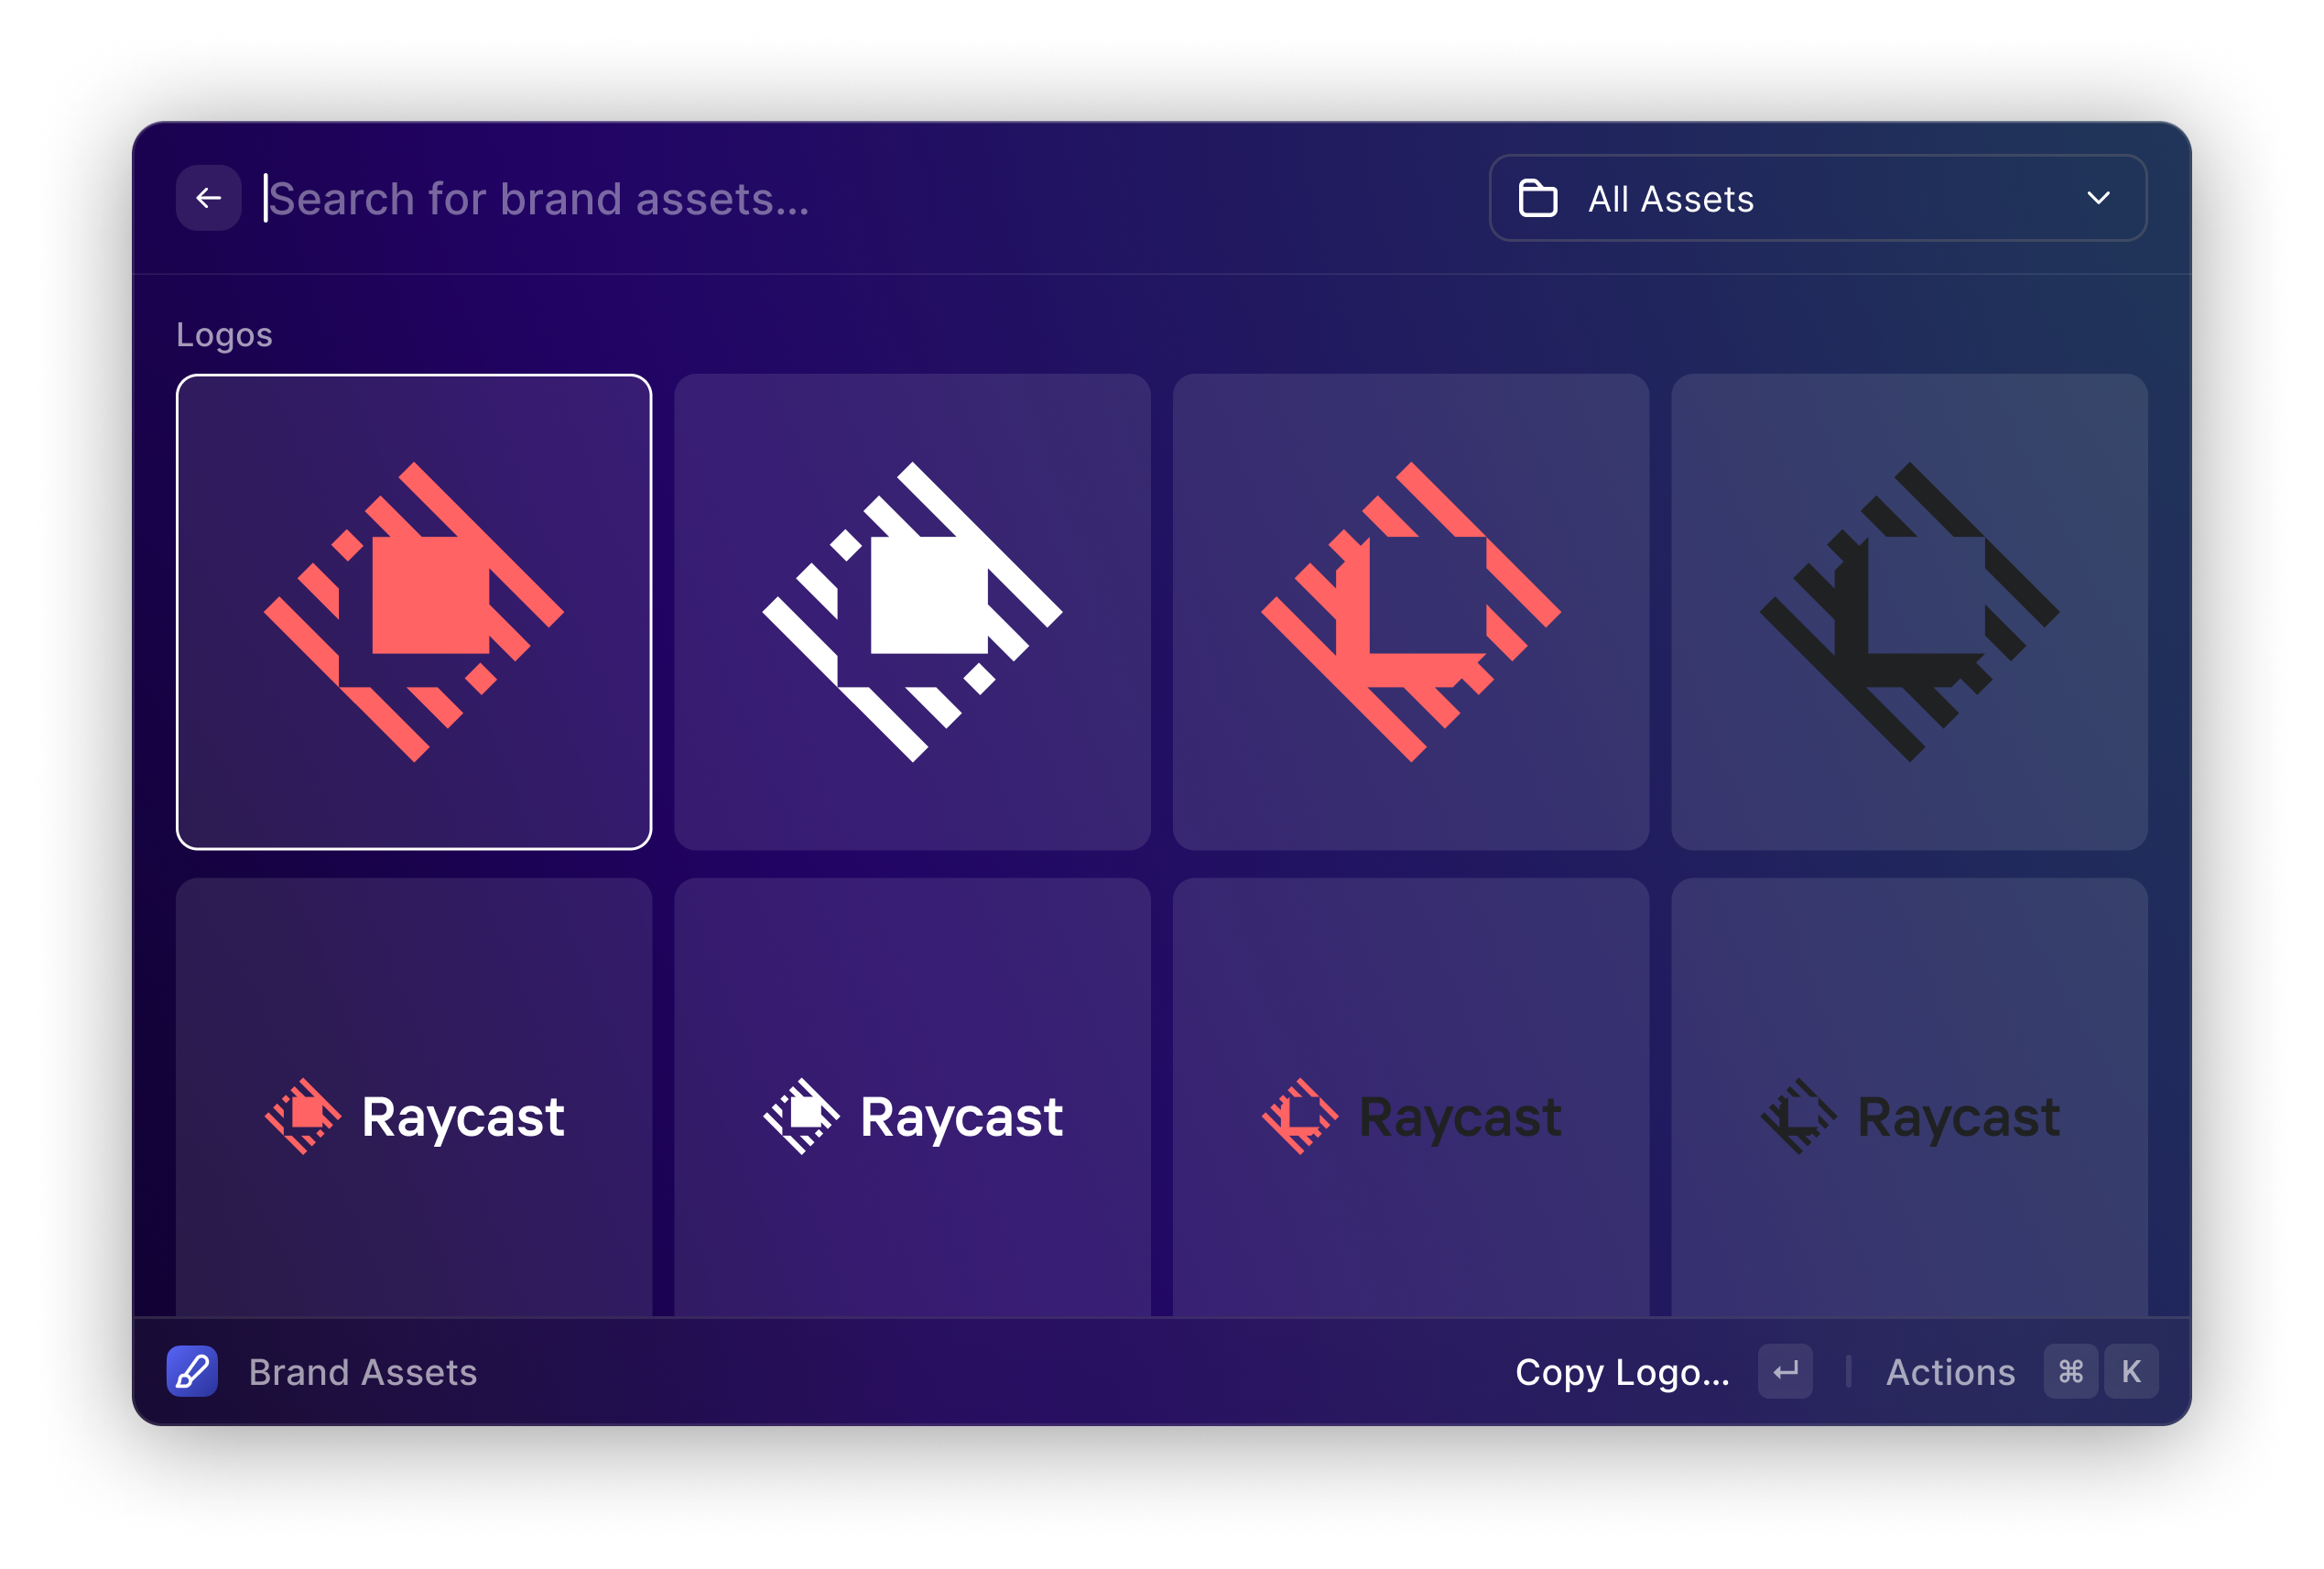 Search for brand assets...
All Assets
Logos
Raycast
Raycast
Raycast
Raycast
Brand Assets
Copy Logo...
Actions
⌘ K